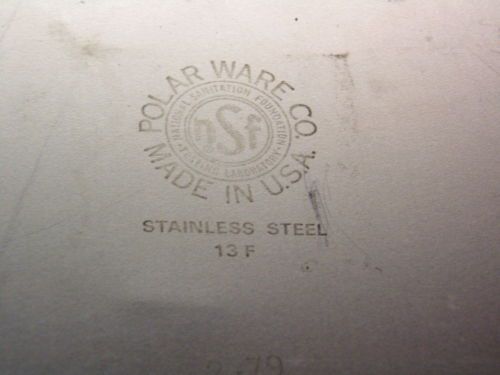 POLAR WARE CO.
NATIONAL SANITATION FOUNDATION
nSf
TESTING LABORATORY
MADE IN U.S.A.
STAINLESS STEEL
13 F